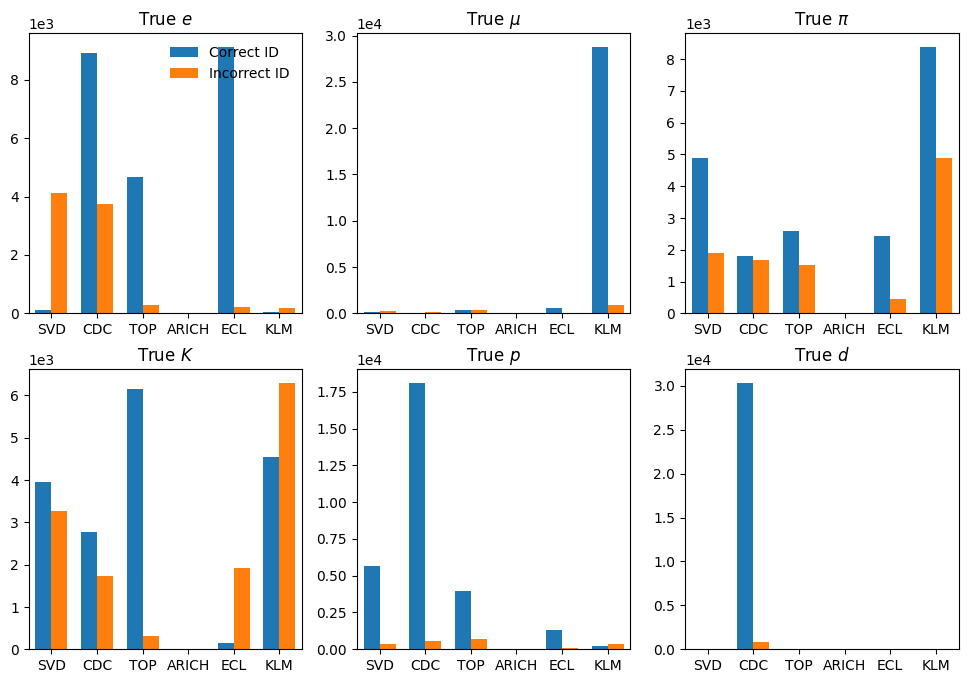 True e
1e3
Correct ID
Incorrect ID
8
6
4
2
0
SVD CDC TOP ARICH ECL KLM
True μ
1e4
3.0
2.5
2.0
1.5
1.0
0.5
0.0
SVD CDC TOP ARICH ECL KLM
True π
1e3
8
7
6
5
4
3
2
1
0
SVD CDC TOP ARICH ECL KLM
True K
1e3
6
5
4
3
2
1
0
SVD CDC TOP ARICH ECL KLM
True p
1e4
1.75
1.50
1.25
1.00
0.75
0.50
0.25
0.00
SVD CDC TOP ARICH ECL KLM
True d
1e4
3.0
2.5
2.0
1.5
1.0
0.5
0.0
SVD CDC TOP ARICH ECL KLM